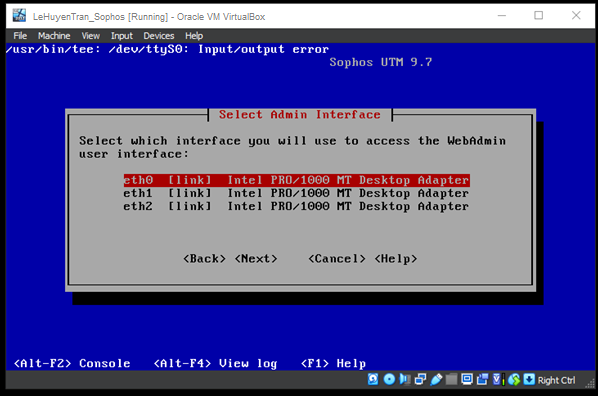 LeHuyenTran_Sophos [Running] - Oracle VM VirtualBox
File Machine View Input Devices Help
/usr/bin/tee: /dev/ttyS0: Input/output error
Sophos UTM 9.7
Select Admin Interface
Select which interface you will use to access the WebAdmin
user interface:
eth0 [link] Intel PRO/1000 MT Desktop Adapter
eth1 [link] Intel PRO/1000 MT Desktop Adapter
eth2 [link] Intel PRO/1000 MT Desktop Adapter
<Back> <Next> <Cancel> <Help>
<Alt-F2> Console <Alt-F4> View log <F1> Help
Right Ctrl